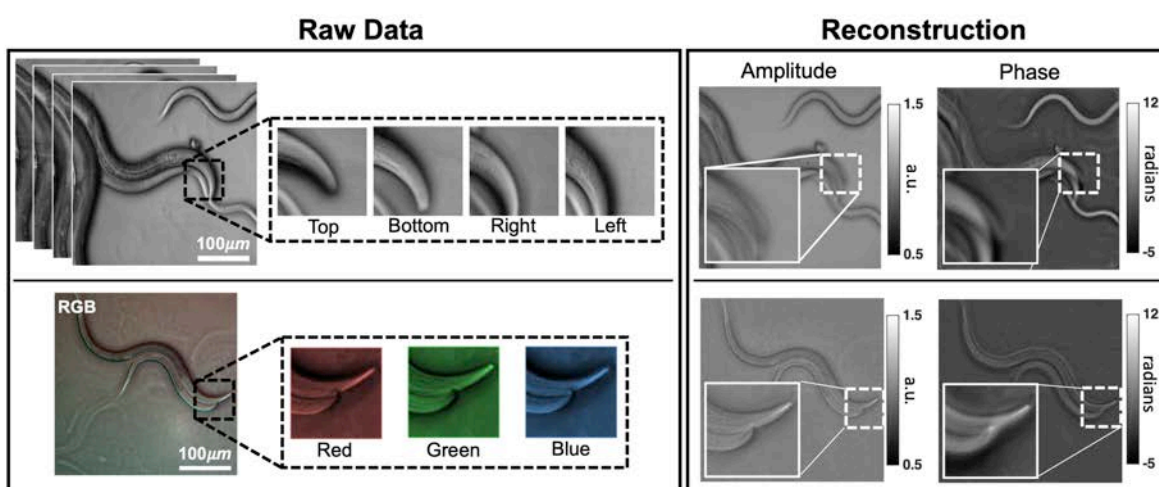 Raw Data
Reconstruction
Amplitude
Phase
1.5
a.u.
0.5
12
radians
-5
Top
Bottom
Right
Left
100μm
RGB
Red
Green
Blue
100μm
1.5
a.u.
0.5
12
radians
-5